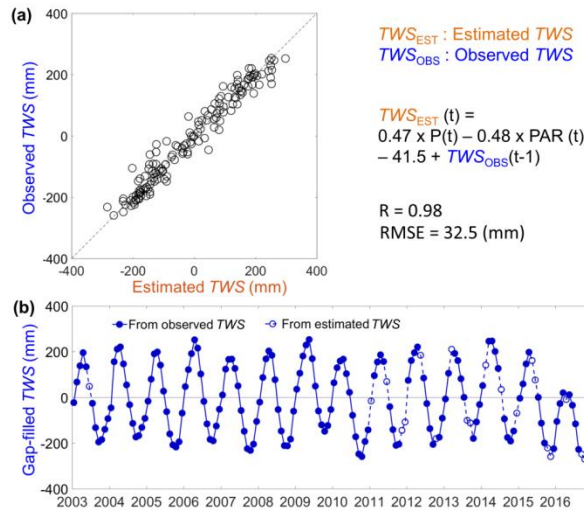 (a)
400
200
0
-200
-400
Observed TWS (mm)
-400 -200 0 200 400
Estimated TWS (mm)
TWSEST : Estimated TWS
TWSOBS : Observed TWS
TWSEST (t) =
0.47 x P(t) – 0.48 x PAR (t)
– 41.5 + TWSOBS(t-1)
R = 0.98
RMSE = 32.5 (mm)
(b)
400
200
0
-200
-400
Gap-filled TWS (mm)
From observed TWS From estimated TWS
2003 2004 2005 2006 2007 2008 2009 2010 2011 2012 2013 2014 2015 2016